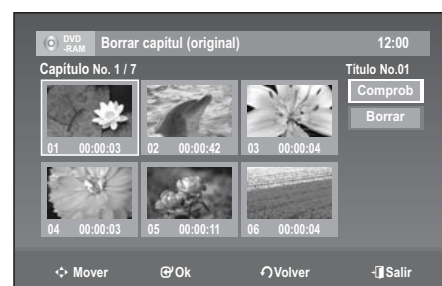 DVD -RAM Borrar capítul (original) 12:00
Capítulo No. 1 / 7 Título No.01
Comprob
Borrar
01 00:00:03 02 00:00:42 03 00:00:04
04 00:00:03 05 00:00:11 06 00:00:04
Mover Ok Volver Salir